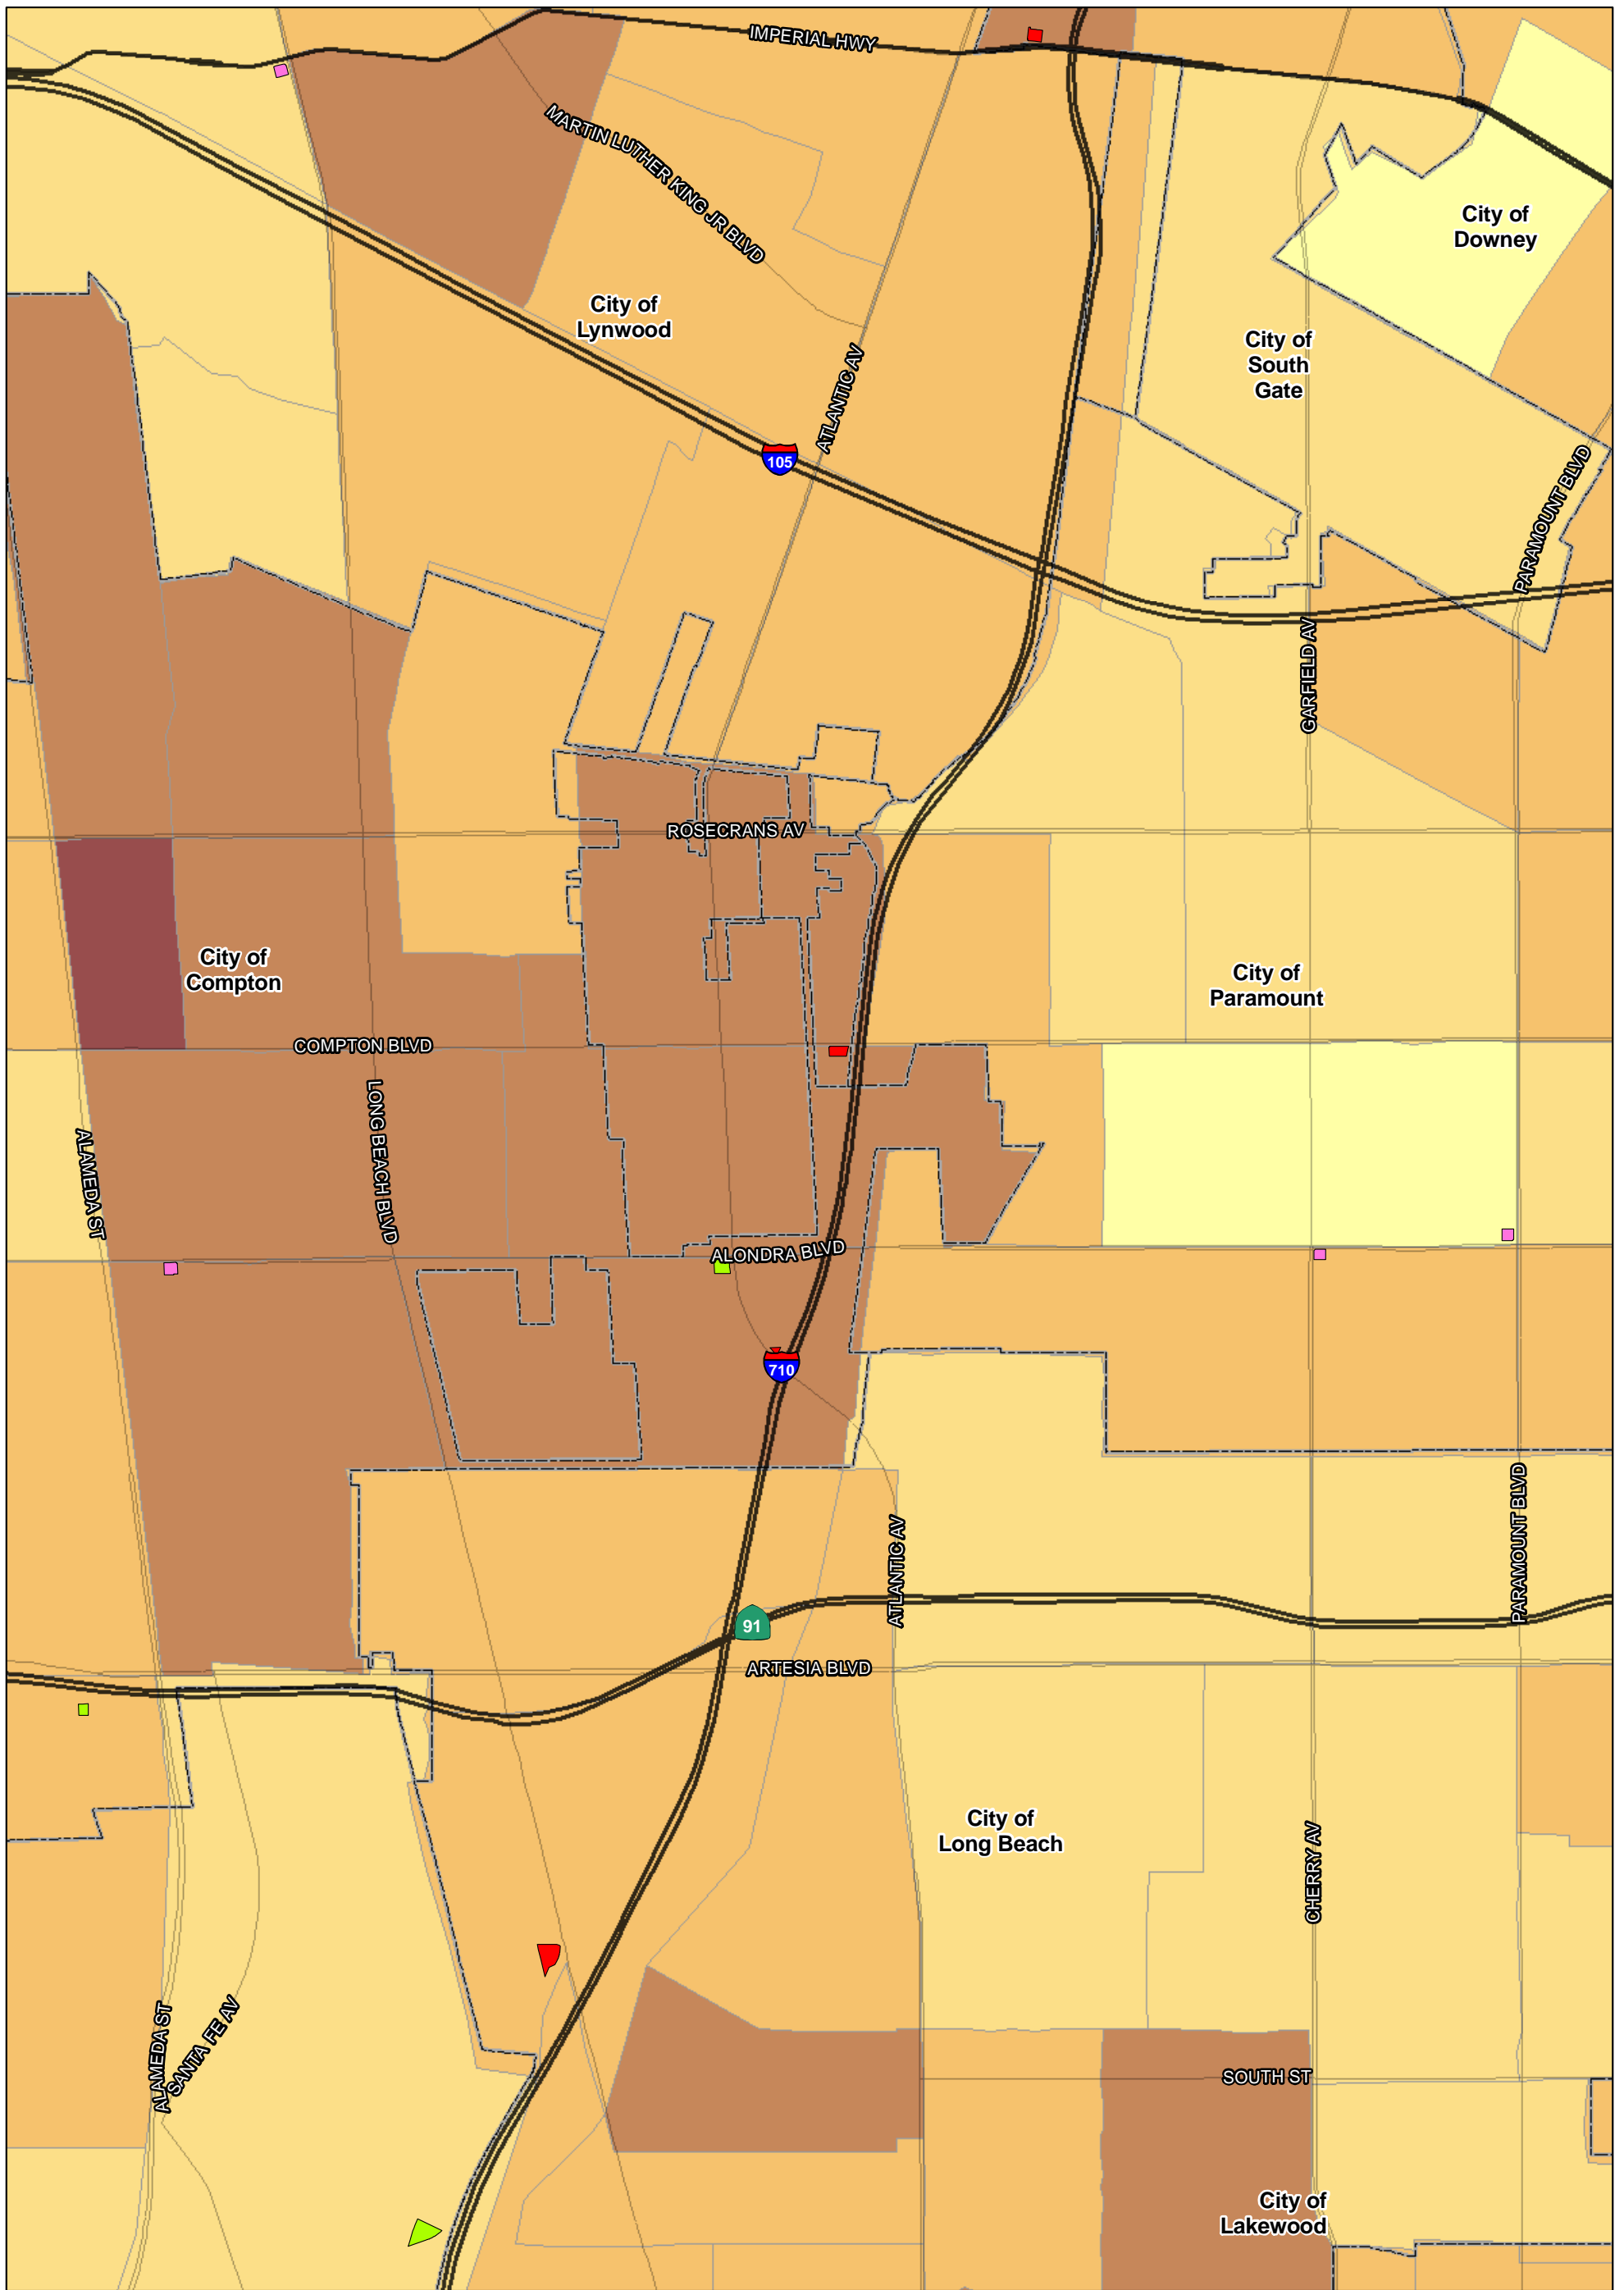 IMPERIAL HWY
MARTIN LUTHER KING JR BLVD
City of
Downey
City of
Lynwood
City of
South
Gate
ATLANTIC AV
105
PARAMOUNT BLVD
GARFIELD AV
ROSECRANS AV
City of
Compton
City of
Paramount
COMPTON BLVD
LONG BEACH BLVD
ALAMEDA ST
ALONDRA BLVD
710
PARAMOUNT BLVD
ATLANTIC AV
91
ARTESIA BLVD
City of
Long Beach
CHERRY AV
ALAMEDA ST
SANTA FE AV
SOUTH ST
City of
Lakewood